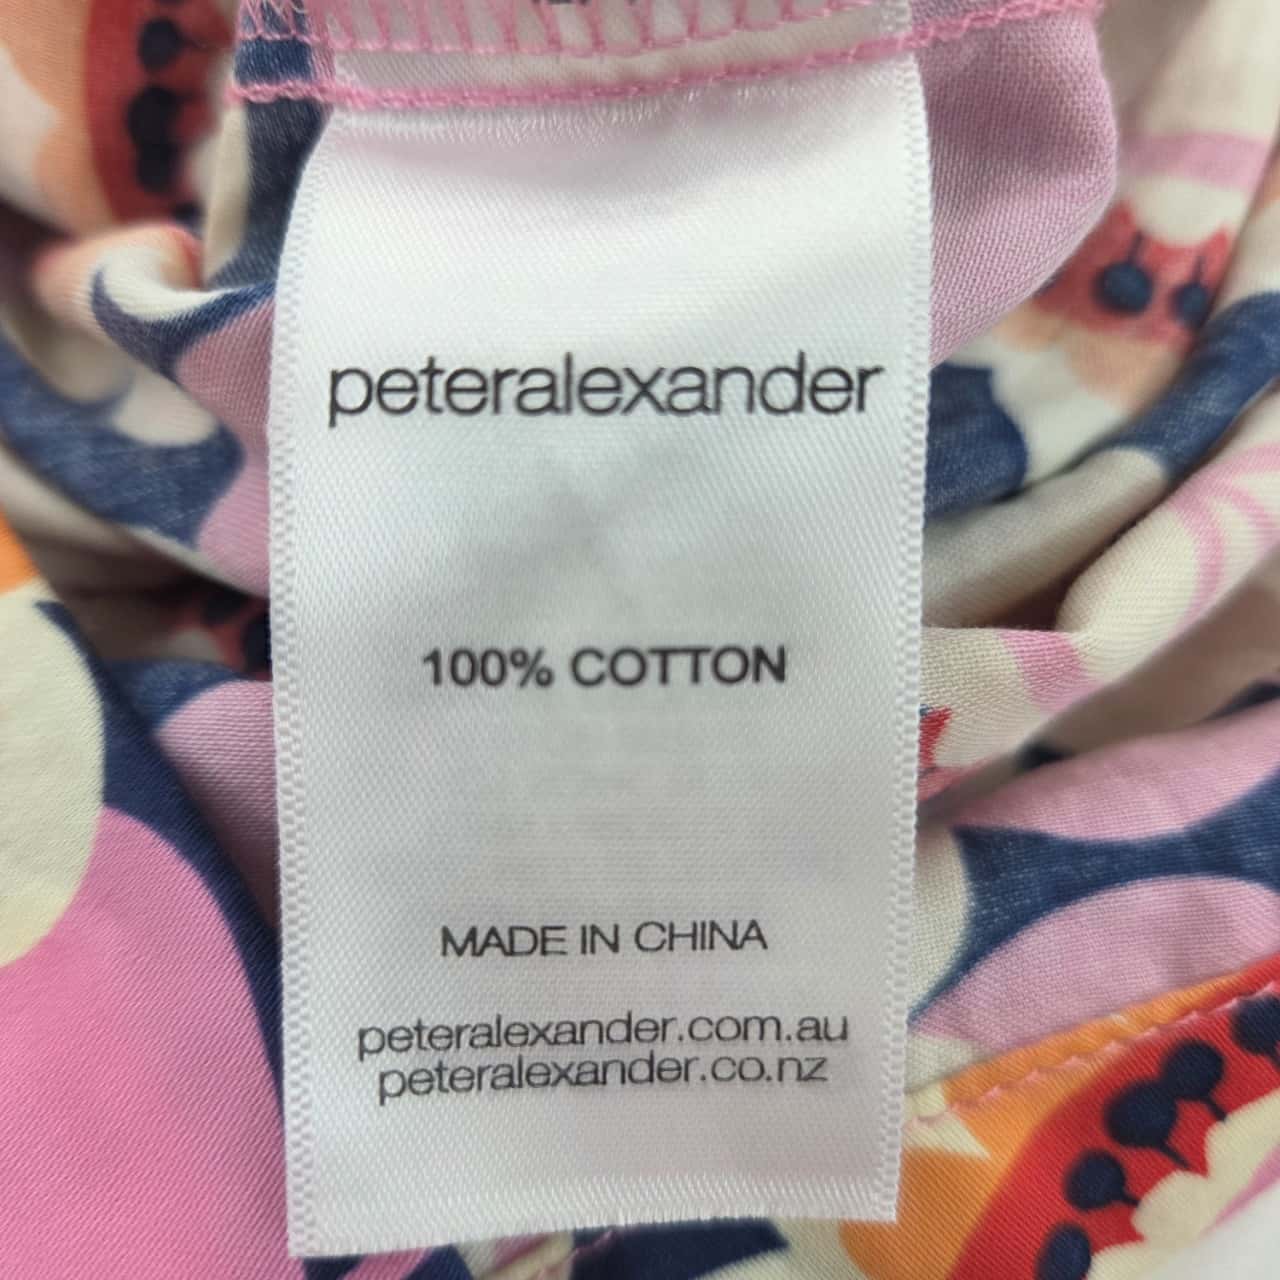 peteralexander
100% COTTON
MADE IN CHINA
peteralexander.com.au
peteralexander.co.nz